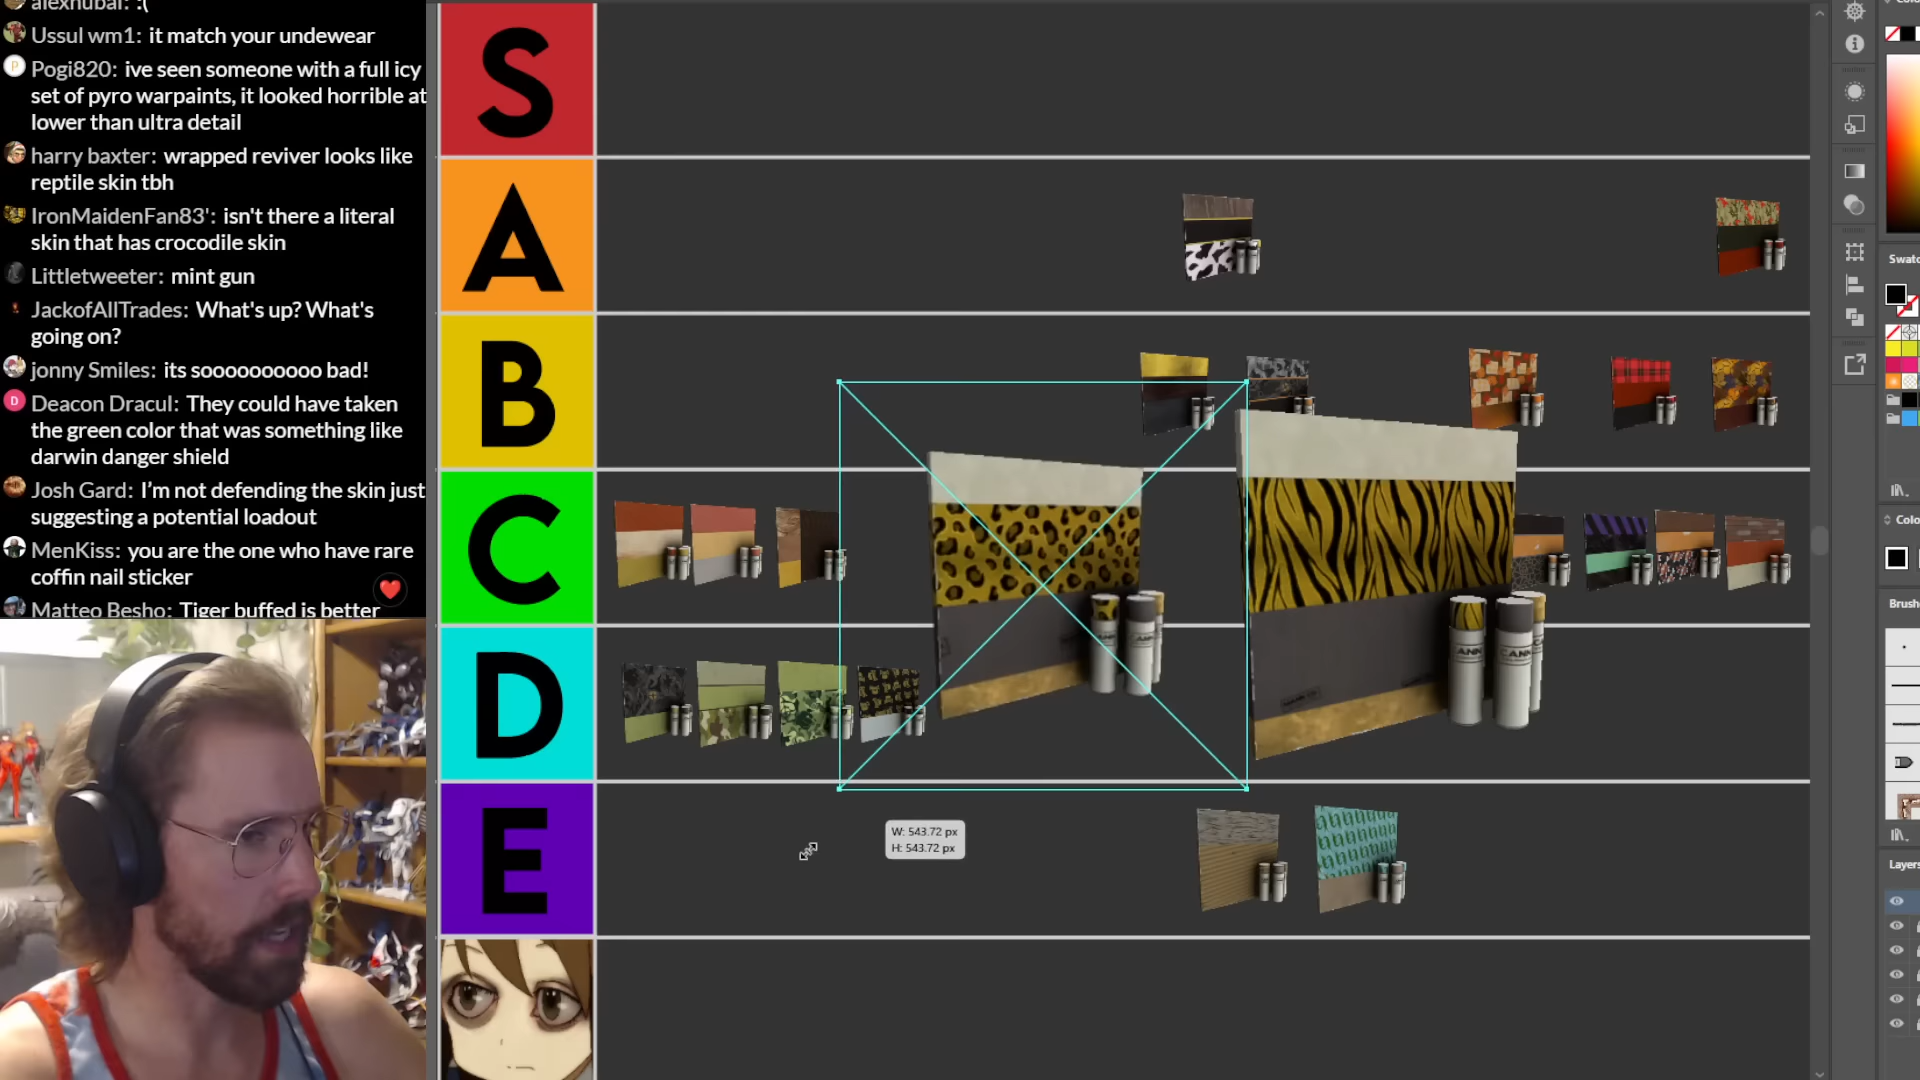 alexhubal: :(
Ussul wm1: it match your undewear
Pogi820: ive seen someone with a full icy
set of pyro warpaints, it looked horrible at
lower than ultra detail
harry baxter: wrapped reviver looks like
reptile skin tbh
IronMaidenFan83': isn't there a literal
skin that has crocodile skin
Littletweeter: mint gun
JackofAllTrades: What's up? What's
going on?
jonny Smiles: its soooooooooo bad!
Deacon Dracul: They could have taken
the green color that was something like
darwin danger shield
Josh Gard: I'm not defending the skin just
suggesting a potential loadout
MenKiss: you are the one who have rare
coffin nail sticker
Matteo Besho: Tiger buffed is better
S
A
B
C
D
E
W: 543.72 px
H: 543.72 px
Swatc
Colo
Brush
Layers